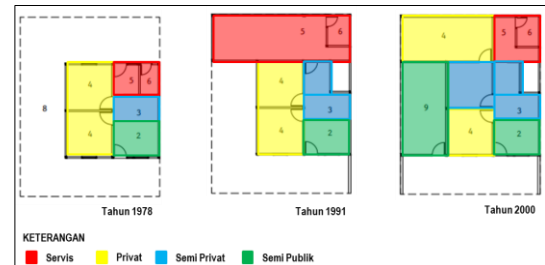 4 5 6
8 3
4 2
Tahun 1978
5 6
4
3
4 2
Tahun 1991
4 5 6
9 3
4 2
Tahun 2000
KETERANGAN
Servis Privat Semi Privat Semi Publik